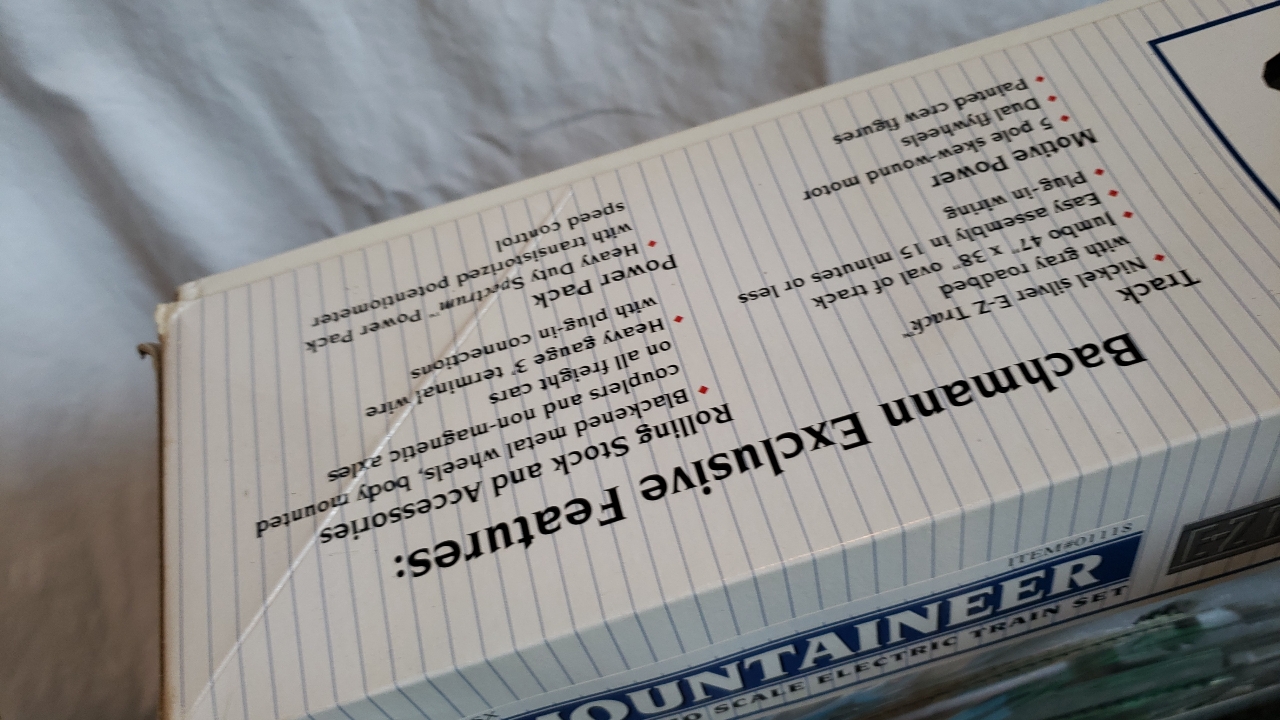 Bachmann Exclusive Features:
Track
♦ Nickel silver E-Z Track™
with gray roadbed
♦ Jumbo 47" x 38" oval of track
♦ Easy assembly in 15 minutes or less
♦ Plug-in wiring
Motive Power
♦ 5 pole skew-wound motor
♦ Dual flywheels
♦ Painted crew figures
Rolling Stock and Accessories
♦ Blackened metal wheels, body mounted
couplers and non-magnetic axles
on all freight cars
♦ Heavy gauge 3' terminal wire
with plug-in connections
Power Pack
♦ Heavy Duty Spectrum™ Power Pack
with transistorized potentiometer
speed control
ITEM#01118
MOUNTAINEER
SCALE ELECTRIC TRAIN SET
E-Z